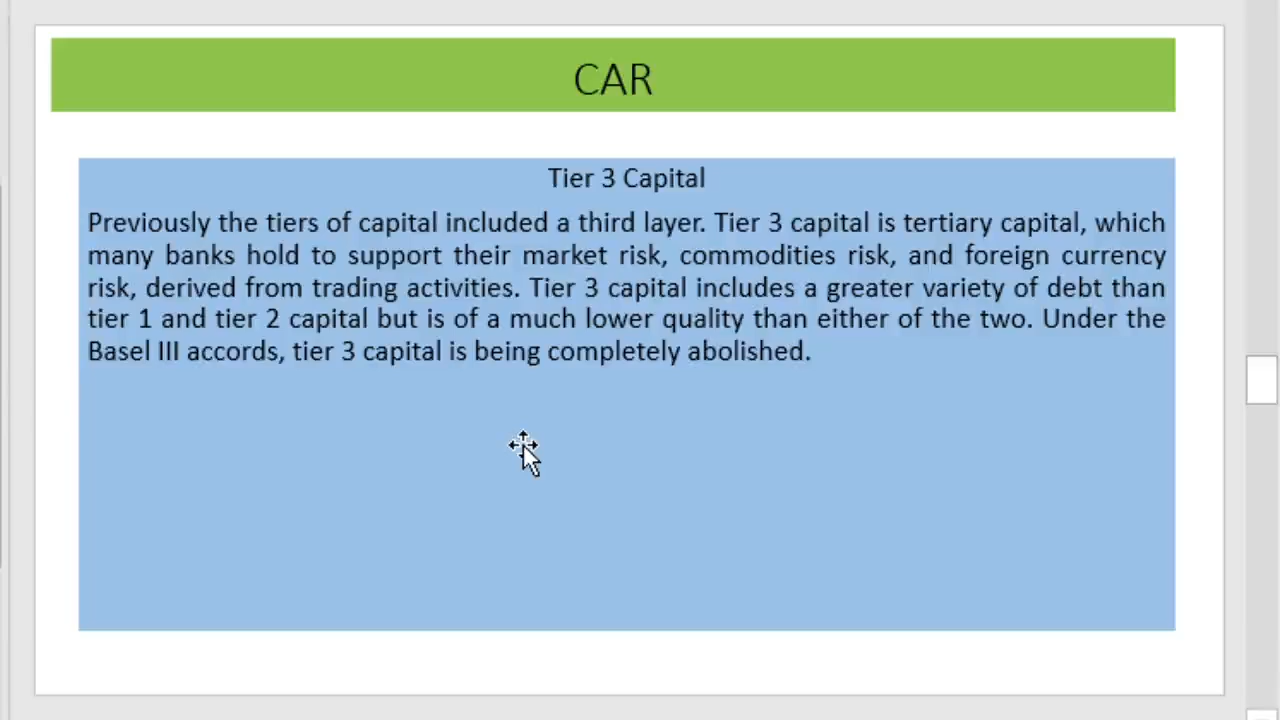 CAR
Tier 3 Capital
Previously the tiers of capital included a third layer. Tier 3 capital is tertiary capital, which
many banks hold to support their market risk, commodities risk, and foreign currency
risk, derived from trading activities. Tier 3 capital includes a greater variety of debt than
tier 1 and tier 2 capital but is of a much lower quality than either of the two. Under the
Basel III accords, tier 3 capital is being completely abolished.